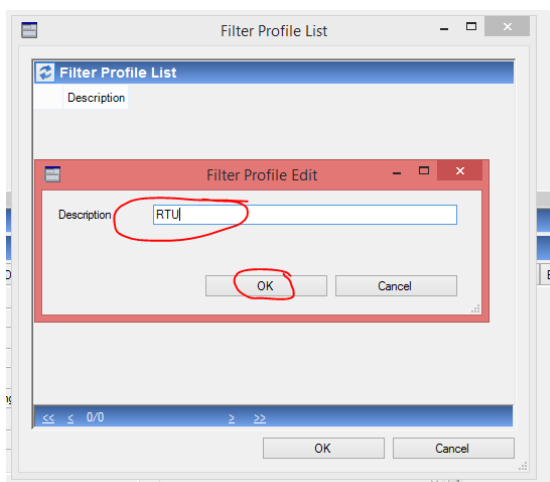 Filter Profile List
Filter Profile List
Description
Filter Profile Edit
Description RTU
OK Cancel
<< < 0/0 > >>
OK Cancel